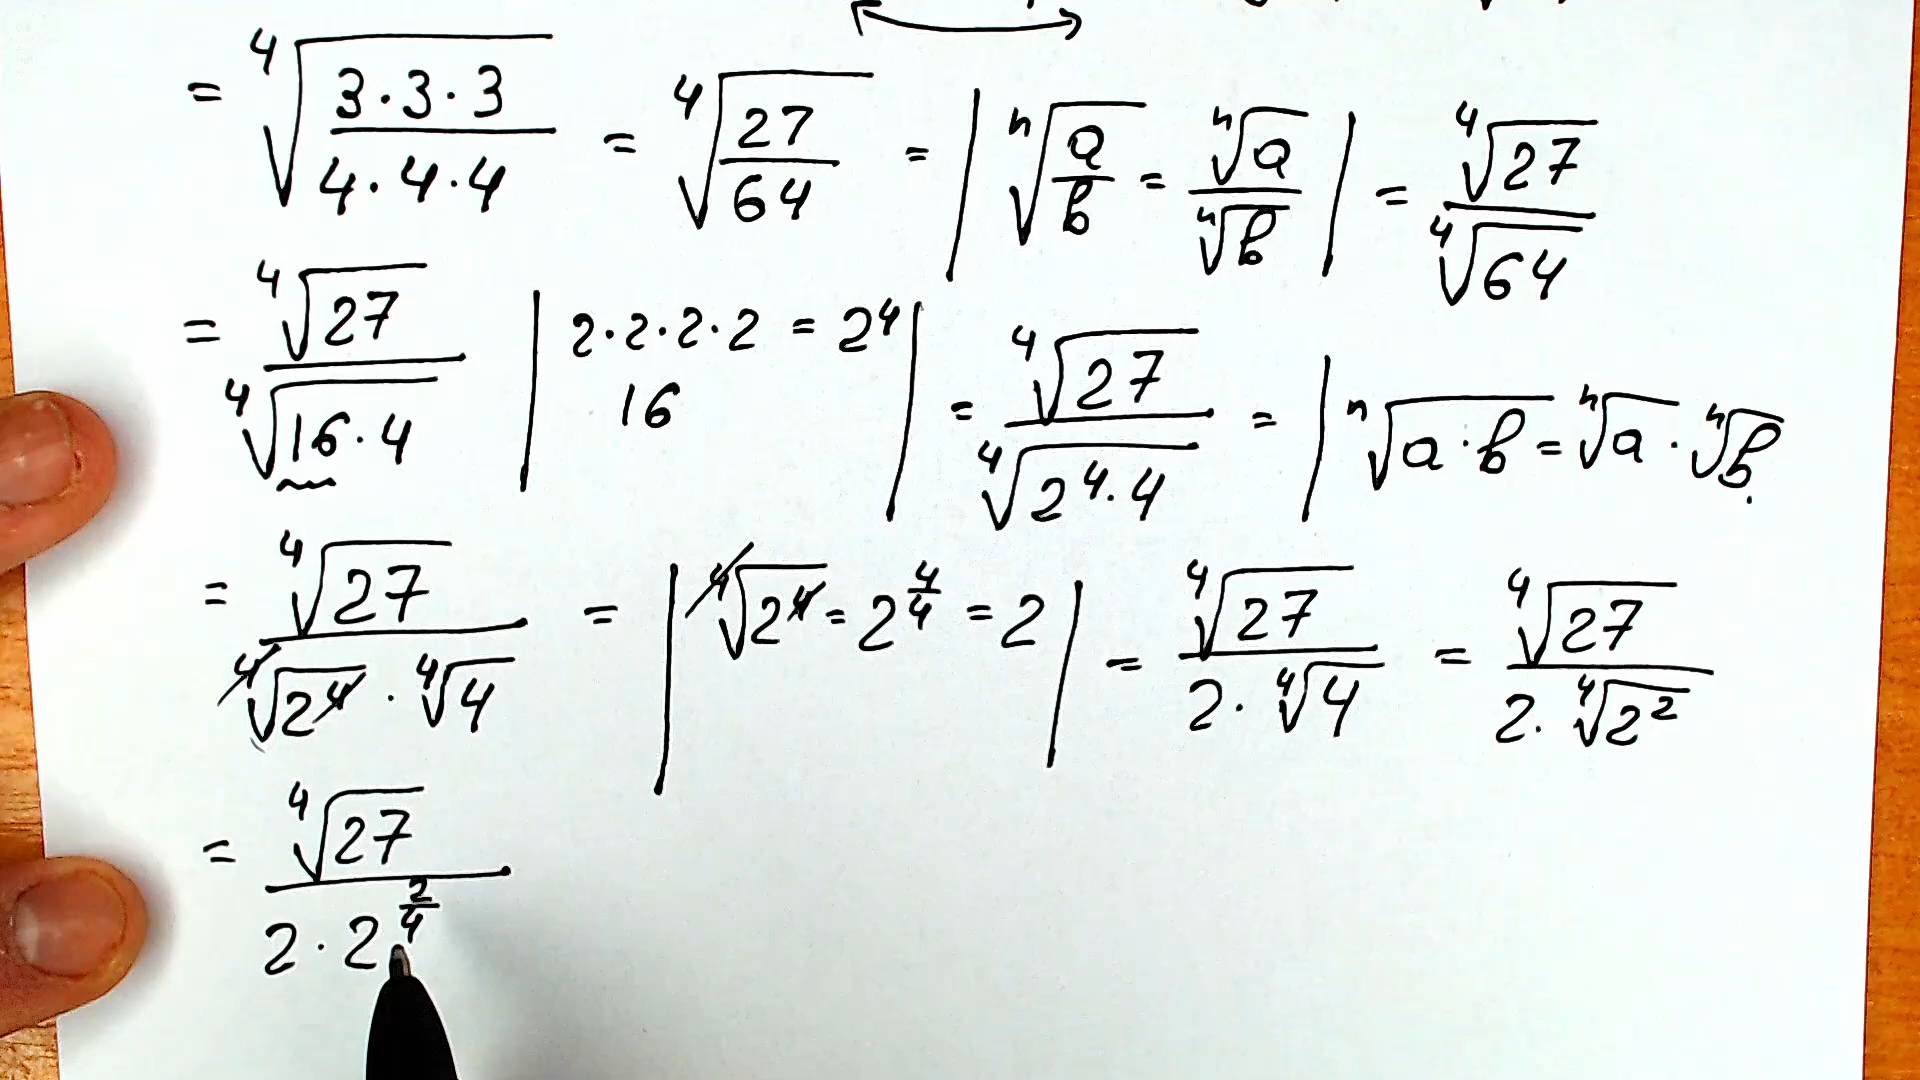 = ⁴√(3·3·3 / 4·4·4) = ⁴√(27/64) = | ⁿ√(a/b) = ⁿ√a / ⁿ√b | = ⁴√27 / ⁴√64
= ⁴√27 / ⁴√(16·4) | 2·2·2·2 = 2⁴ 16 | = ⁴√27 / ⁴√(2⁴·4) = | ⁿ√(a·b) = ⁿ√a · ⁿ√b
= ⁴√27 / (⁴√2⁴ · ⁴√4) = | ⁴√2⁴ = 2^(4/4) = 2 | = ⁴√27 / (2·⁴√4) = ⁴√27 / (2·⁴√2²)
= ⁴√27 / (2·2^(2/4))